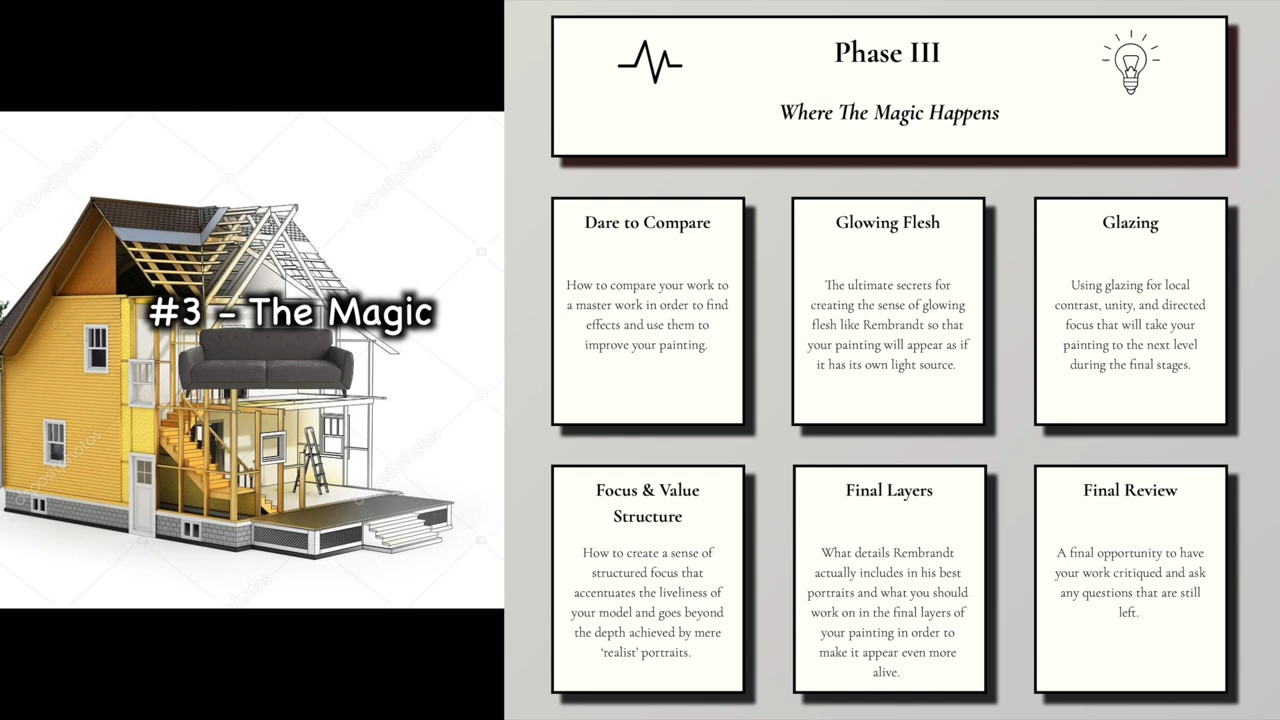 #3 – The Magic
depositphotos
depositphotos
depositphotos
depositphotos
Phase III
Where The Magic Happens
Dare to Compare
How to compare your work to
a master work in order to find
effects and use them to
improve your painting.
Glowing Flesh
The ultimate secrets for
creating the sense of glowing
flesh like Rembrandt so that
your painting will appear as if
it has its own light source.
Glazing
Using glazing for local
contrast, unity, and directed
focus that will take your
painting to the next level
during the final stages.
Focus & Value
Structure
How to create a sense of
structured focus that
accentuates the liveliness of
your model and goes beyond
the depth achieved by mere
‘realist’ portraits.
Final Layers
What details Rembrandt
actually includes in his best
portraits and what you should
work on in the final layers of
your painting in order to
make it appear even more
alive.
Final Review
A final opportunity to have
your work critiqued and ask
any questions that are still
left.